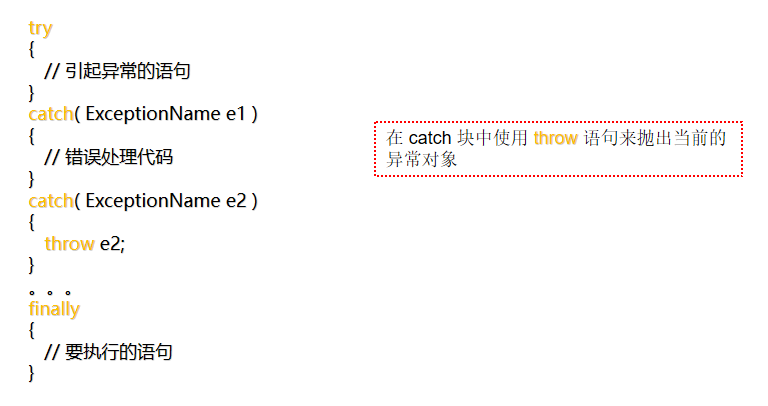 try
{
// 引起异常的语句
}
catch( ExceptionName e1 )
{
// 错误处理代码
}
catch( ExceptionName e2 )
{
throw e2;
}
。。。
finally
{
// 要执行的语句
}
在 catch 块中使用 throw 语句来抛出当前的
异常对象